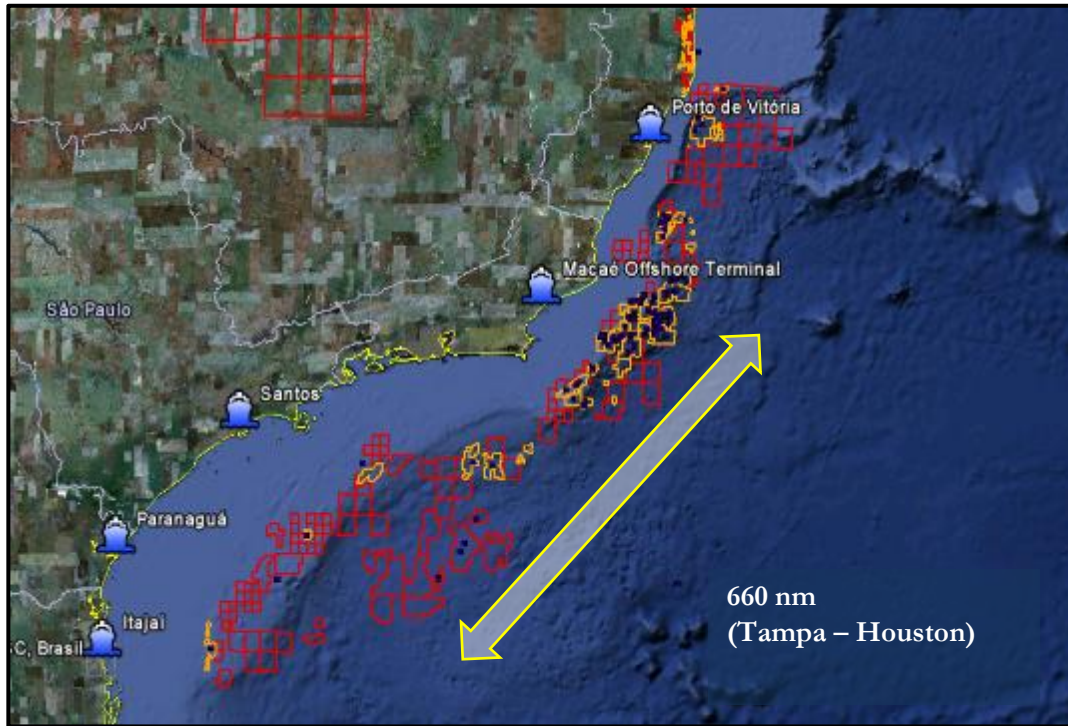 Porto de Vitória
Macaé Offshore Terminal
São Paulo
Santos
Paranaguá
Itajaí
SC, Brasil
660 nm
(Tampa – Houston)